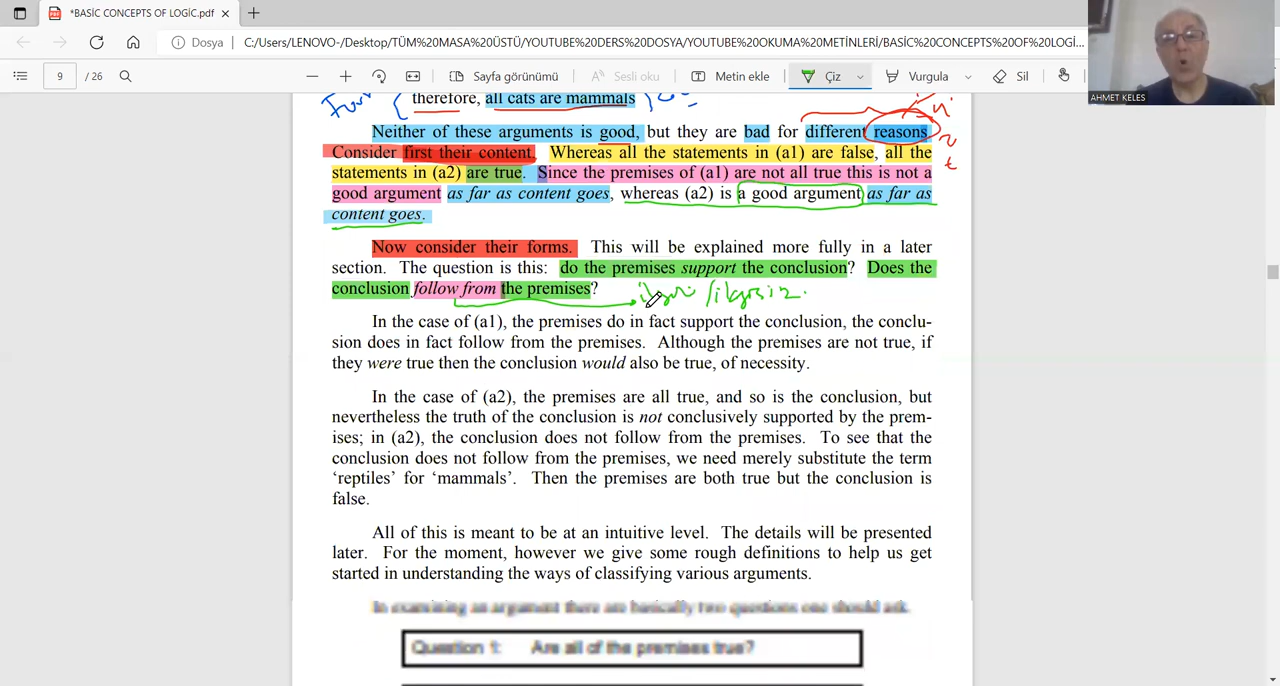 *BASIC CONCEPTS OF LOGİC.pdf
Dosya
C:/Users/LENOVO-/Desktop/TÜM%20MASA%20ÜSTÜ/YOUTUBE%20DERS%20DOSYA/YOUTUBE%20OKUMA%20METİNLERİ/BASİC%20CONCEPTS%20OF%20LOGİ...
9 / 26
Sayfa görünümü
Sesli oku
Metin ekle
Çiz
Vurgula
Sil
AHMET KELES
therefore, all cats are mammals
Neither of these arguments is good, but they are bad for different reasons
Consider first their content. Whereas all the statements in (a1) are false, all the
statements in (a2) are true. Since the premises of (a1) are not all true this is not a
good argument as far as content goes, whereas (a2) is a good argument as far as
content goes.
Now consider their forms. This will be explained more fully in a later
section. The question is this: do the premises support the conclusion? Does the
conclusion follow from the premises?
In the case of (a1), the premises do in fact support the conclusion, the conclu-
sion does in fact follow from the premises. Although the premises are not true, if
they were true then the conclusion would also be true, of necessity.
In the case of (a2), the premises are all true, and so is the conclusion, but
nevertheless the truth of the conclusion is not conclusively supported by the prem-
ises; in (a2), the conclusion does not follow from the premises. To see that the
conclusion does not follow from the premises, we need merely substitute the term
‘reptiles’ for ‘mammals’. Then the premises are both true but the conclusion is
false.
All of this is meant to be at an intuitive level. The details will be presented
later. For the moment, however we give some rough definitions to help us get
started in understanding the ways of classifying various arguments.
In examining an argument there are basically two questions one should ask.
Question 1: Are all of the premises true?